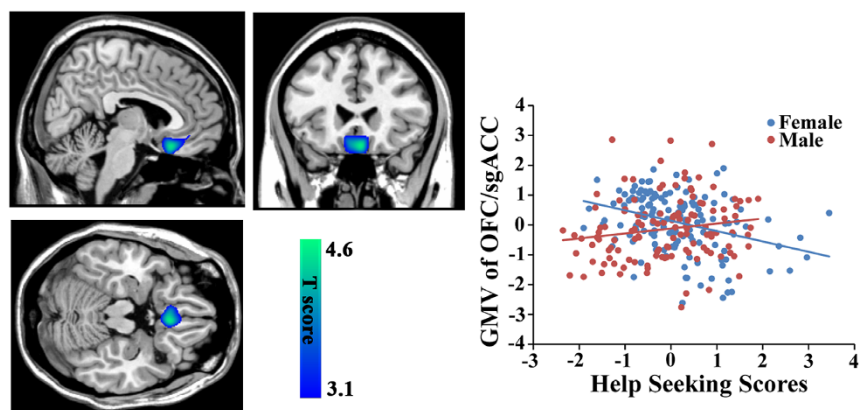 4.6
T score
3.1
Female
Male
GMV of OFC/sgACC
4
3
2
1
0
-1
-2
-3
-4
-3 -2 -1 0 1 2 3 4
Help Seeking Scores